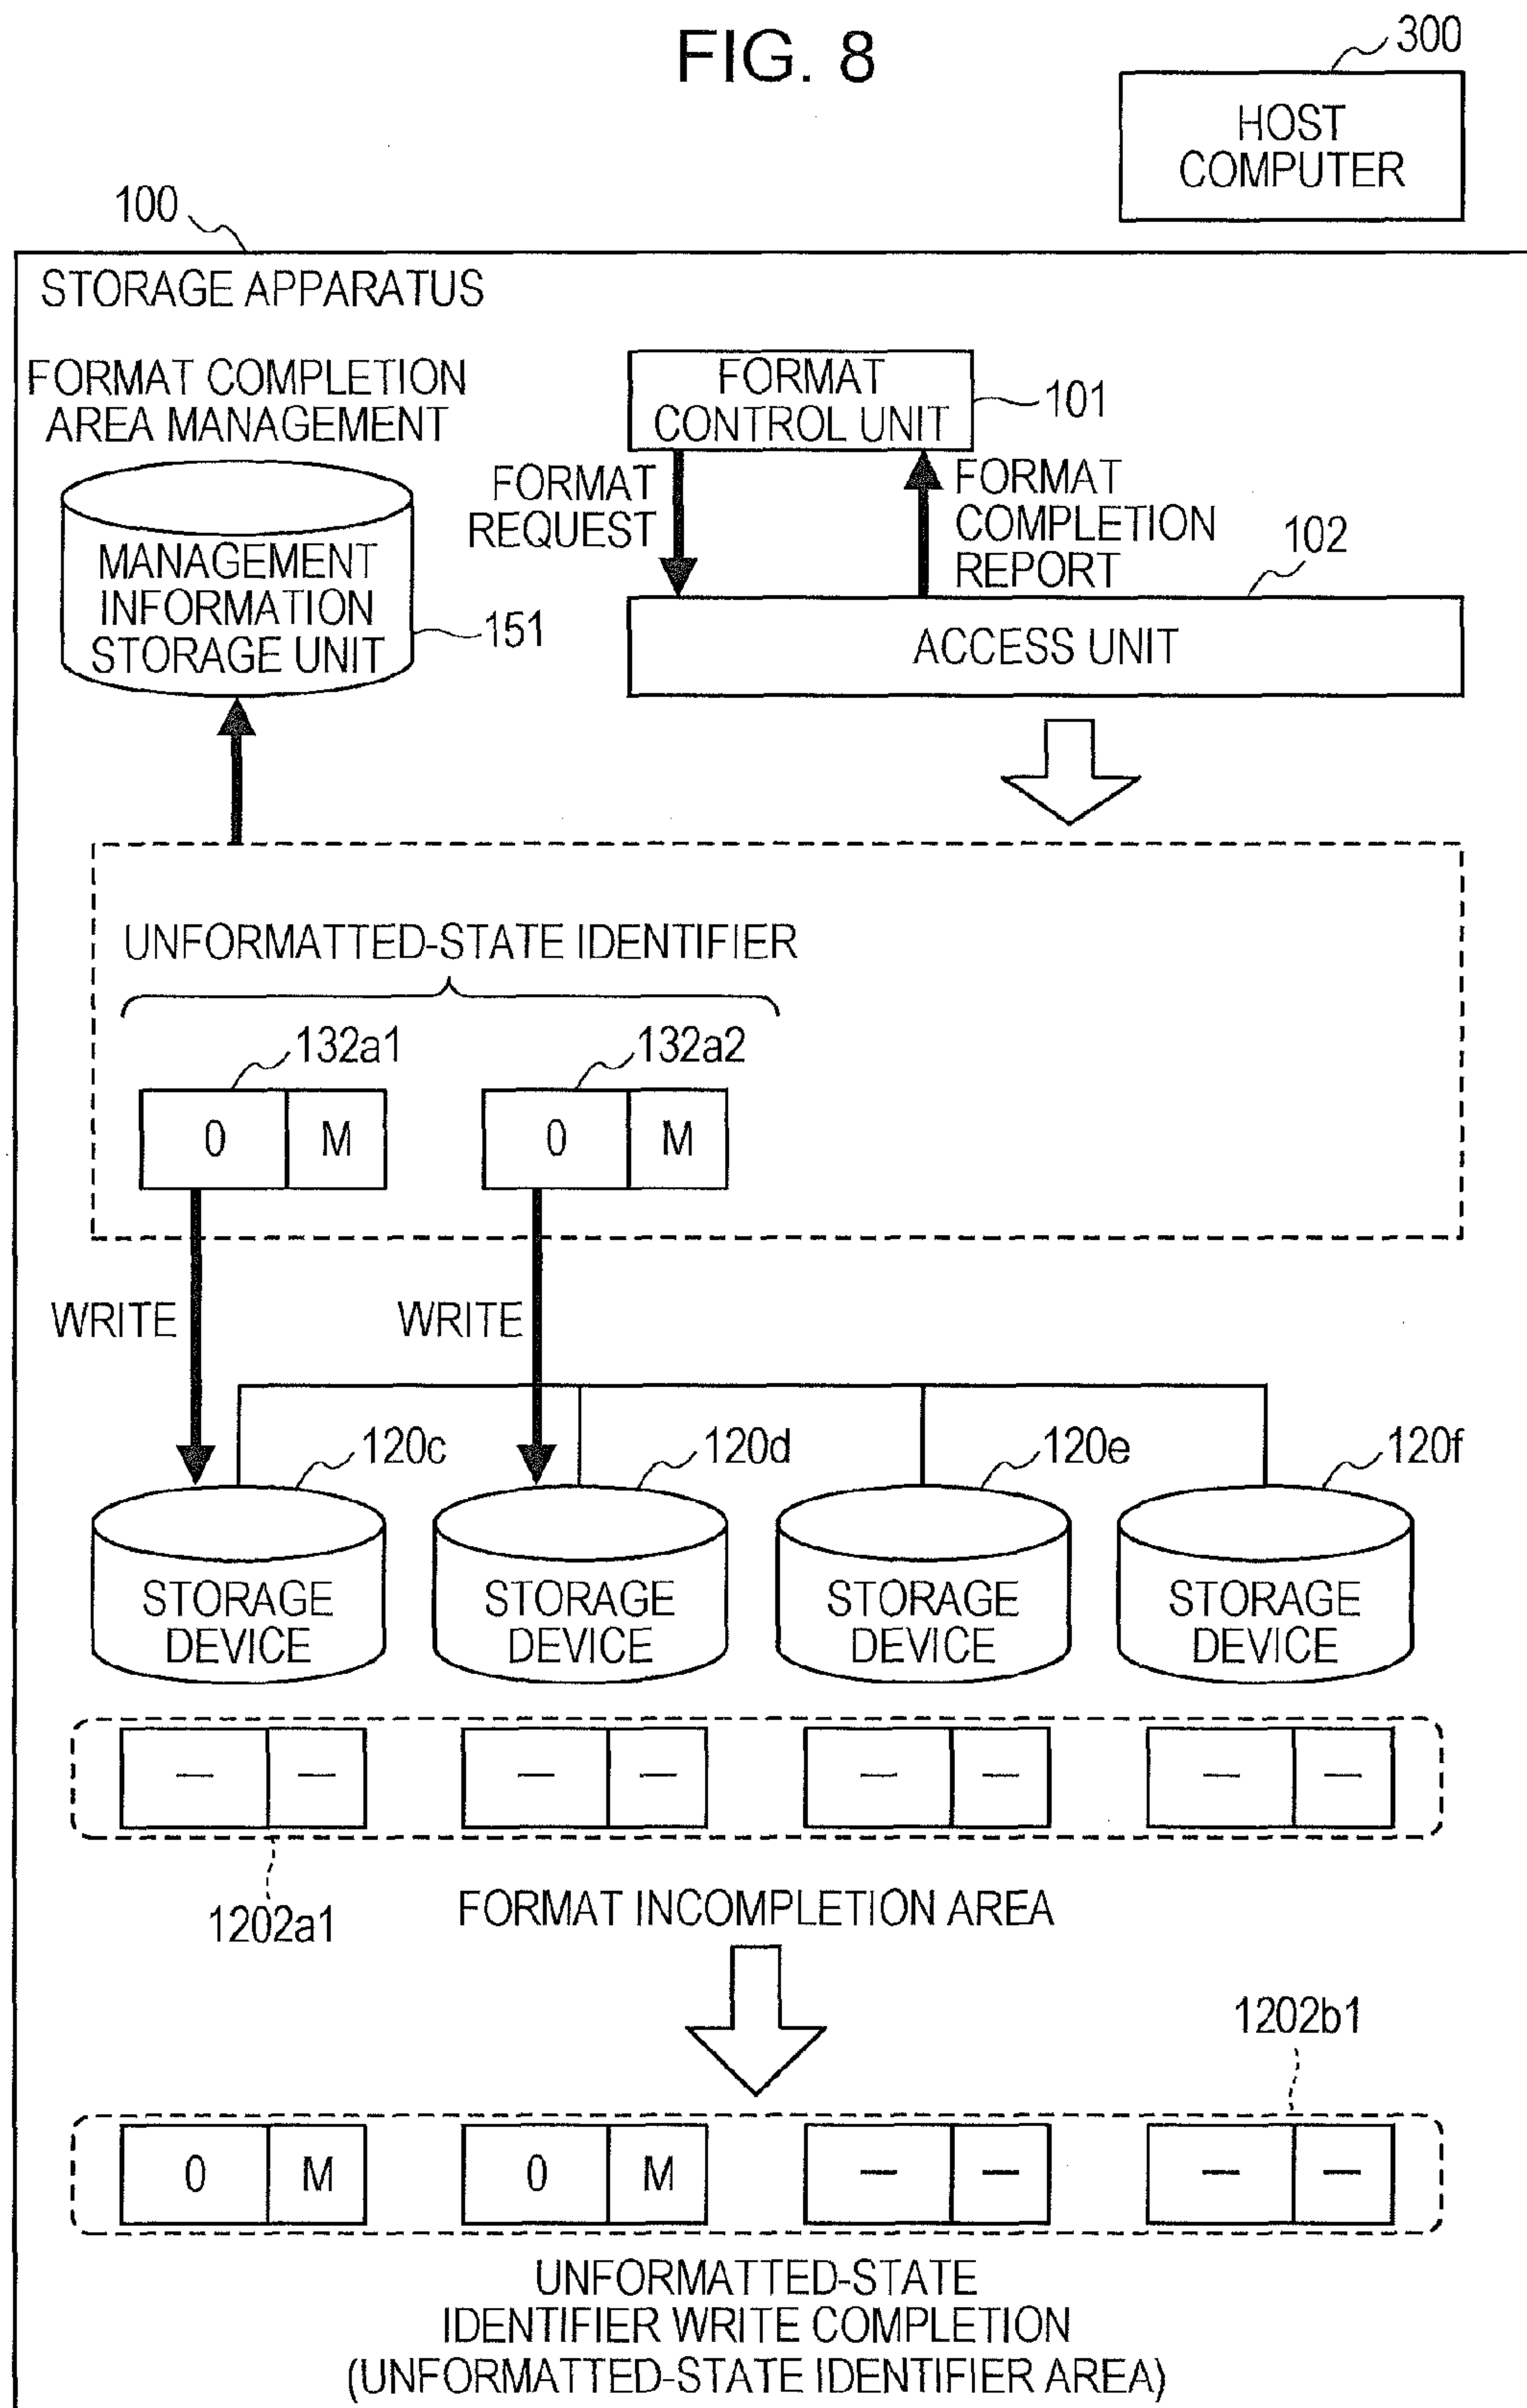 FIG. 8
300
HOST
COMPUTER
100
STORAGE APPARATUS
FORMAT COMPLETION
AREA MANAGEMENT
FORMAT
CONTROL UNIT
101
FORMAT
REQUEST
FORMAT
COMPLETION
REPORT
102
MANAGEMENT
INFORMATION
STORAGE UNIT
151
ACCESS UNIT
UNFORMATTED-STATE IDENTIFIER
132a1
132a2
0 M 0 M
WRITE WRITE
120c 120d 120e 120f
STORAGE
DEVICE
STORAGE
DEVICE
STORAGE
DEVICE
STORAGE
DEVICE
— — — — — — — —
1202a1
FORMAT INCOMPLETION AREA
1202b1
0 M 0 M — — — —
UNFORMATTED-STATE
IDENTIFIER WRITE COMPLETION
(UNFORMATTED-STATE IDENTIFIER AREA)